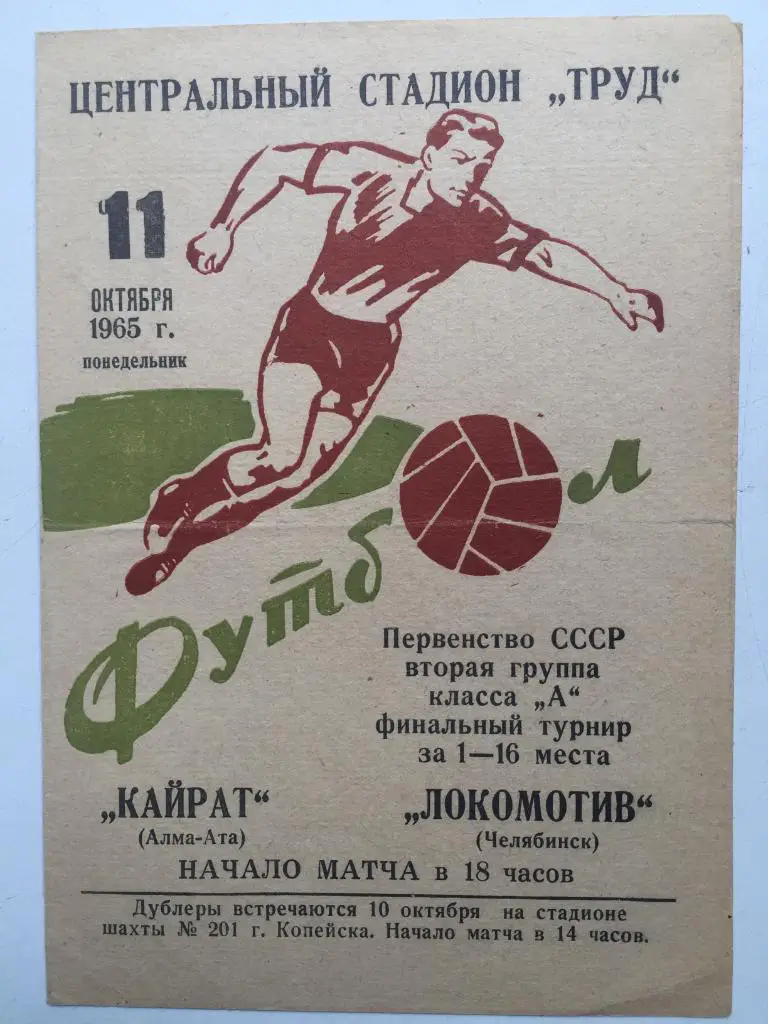 ЦЕНТРАЛЬНЫЙ СТАДИОН „ТРУД“
11
ОКТЯБРЯ
1965 г.
понедельник
Футбол
Первенство СССР
вторая группа
класса „А“
финальный турнир
за 1—16 места
„КАЙРАТ“ „ЛОКОМОТИВ“
(Алма-Ата) (Челябинск)
НАЧАЛО МАТЧА в 18 часов
Дублеры встречаются 10 октября на стадионе
шахты № 201 г. Копейска. Начало матча в 14 часов.